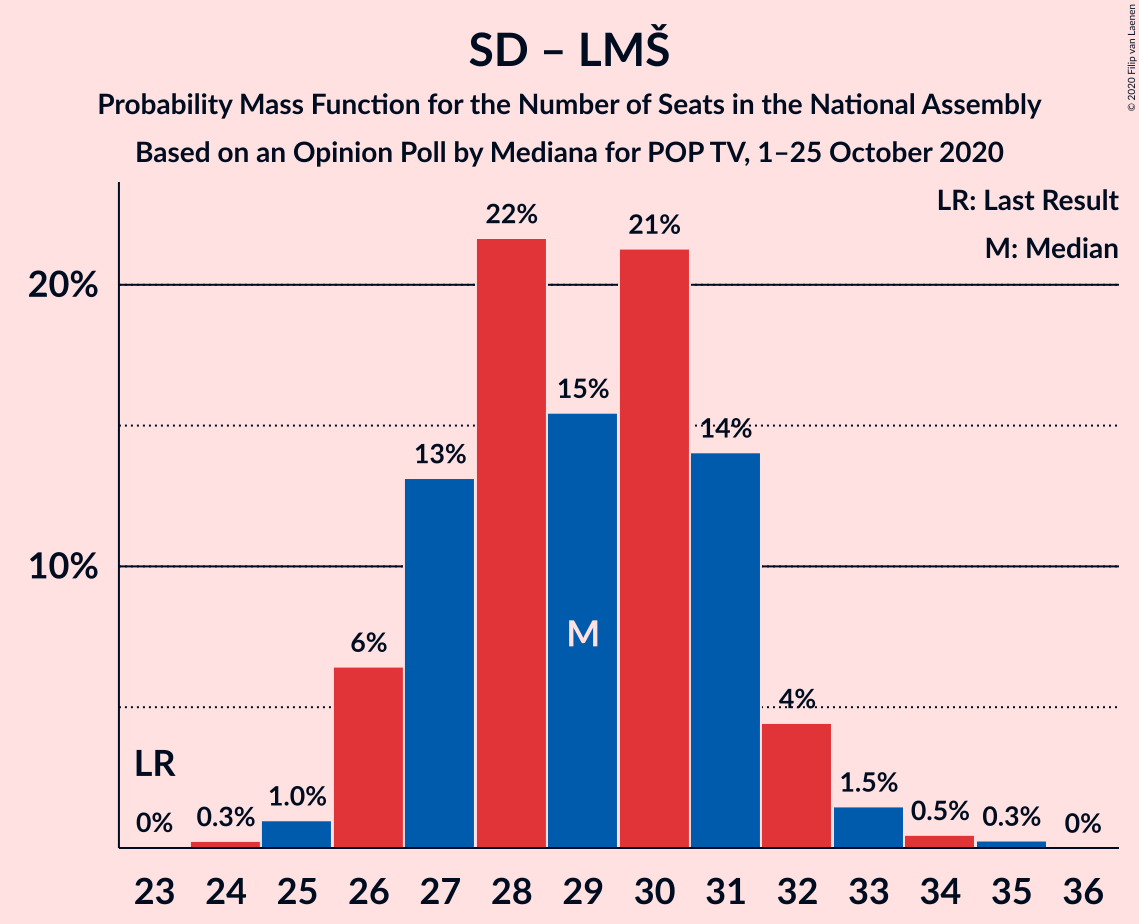 SD – LMŠ
Probability Mass Function for the Number of Seats in the National Assembly
Based on an Opinion Poll by Mediana for POP TV, 1–25 October 2020
© 2020 Filip van Laenen
LR: Last Result
M: Median
20%
10%
LR
0%
0.3%
1.0%
6%
13%
22%
15%
M
21%
14%
4%
1.5%
0.5%
0.3%
0%
23 24 25 26 27 28 29 30 31 32 33 34 35 36